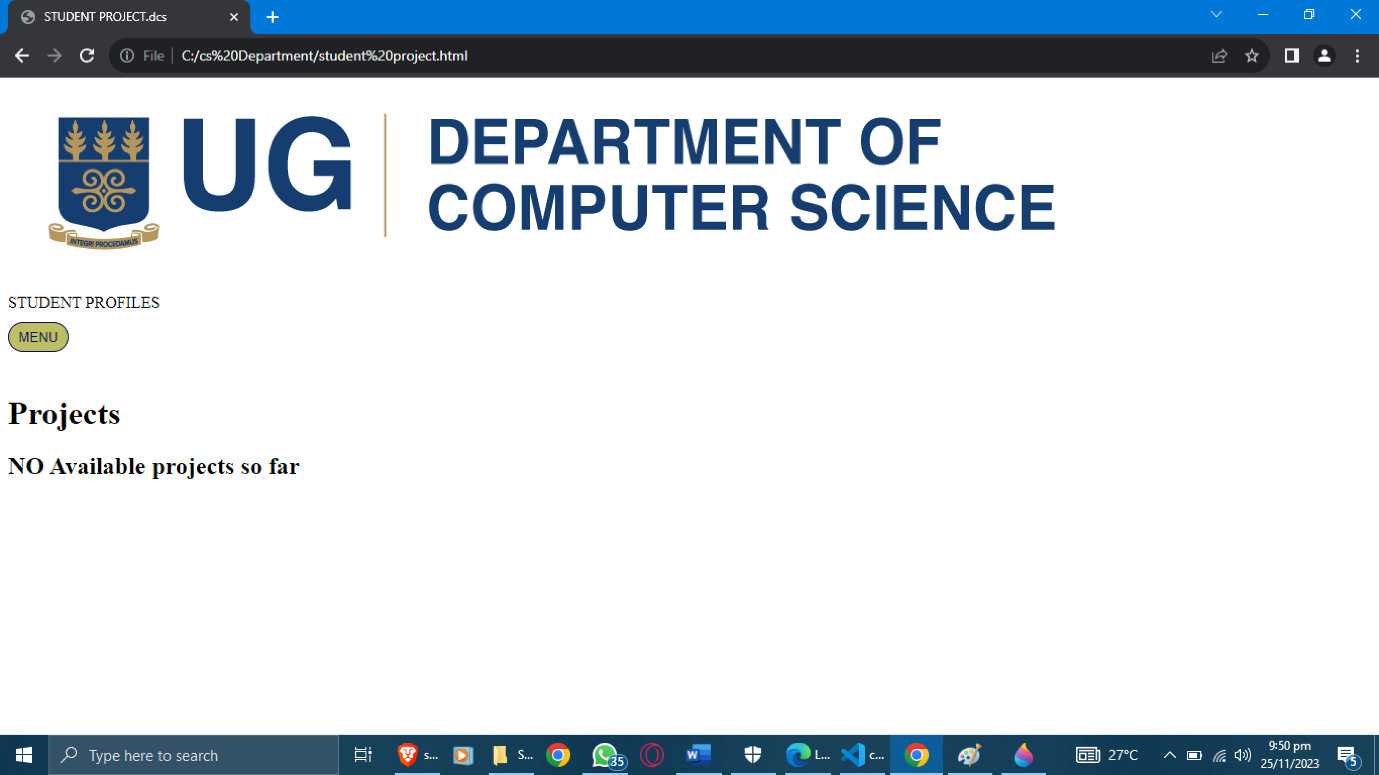 STUDENT PROJECT.dcs
File
C:/cs%20Department/student%20project.html
UG
DEPARTMENT OF
COMPUTER SCIENCE
INTEGRI PROCEDAMUS
STUDENT PROFILES
MENU
Projects
NO Available projects so far
Type here to search
s...
S...
35
L...
c...
27°C
9:50 pm
25/11/2023
5